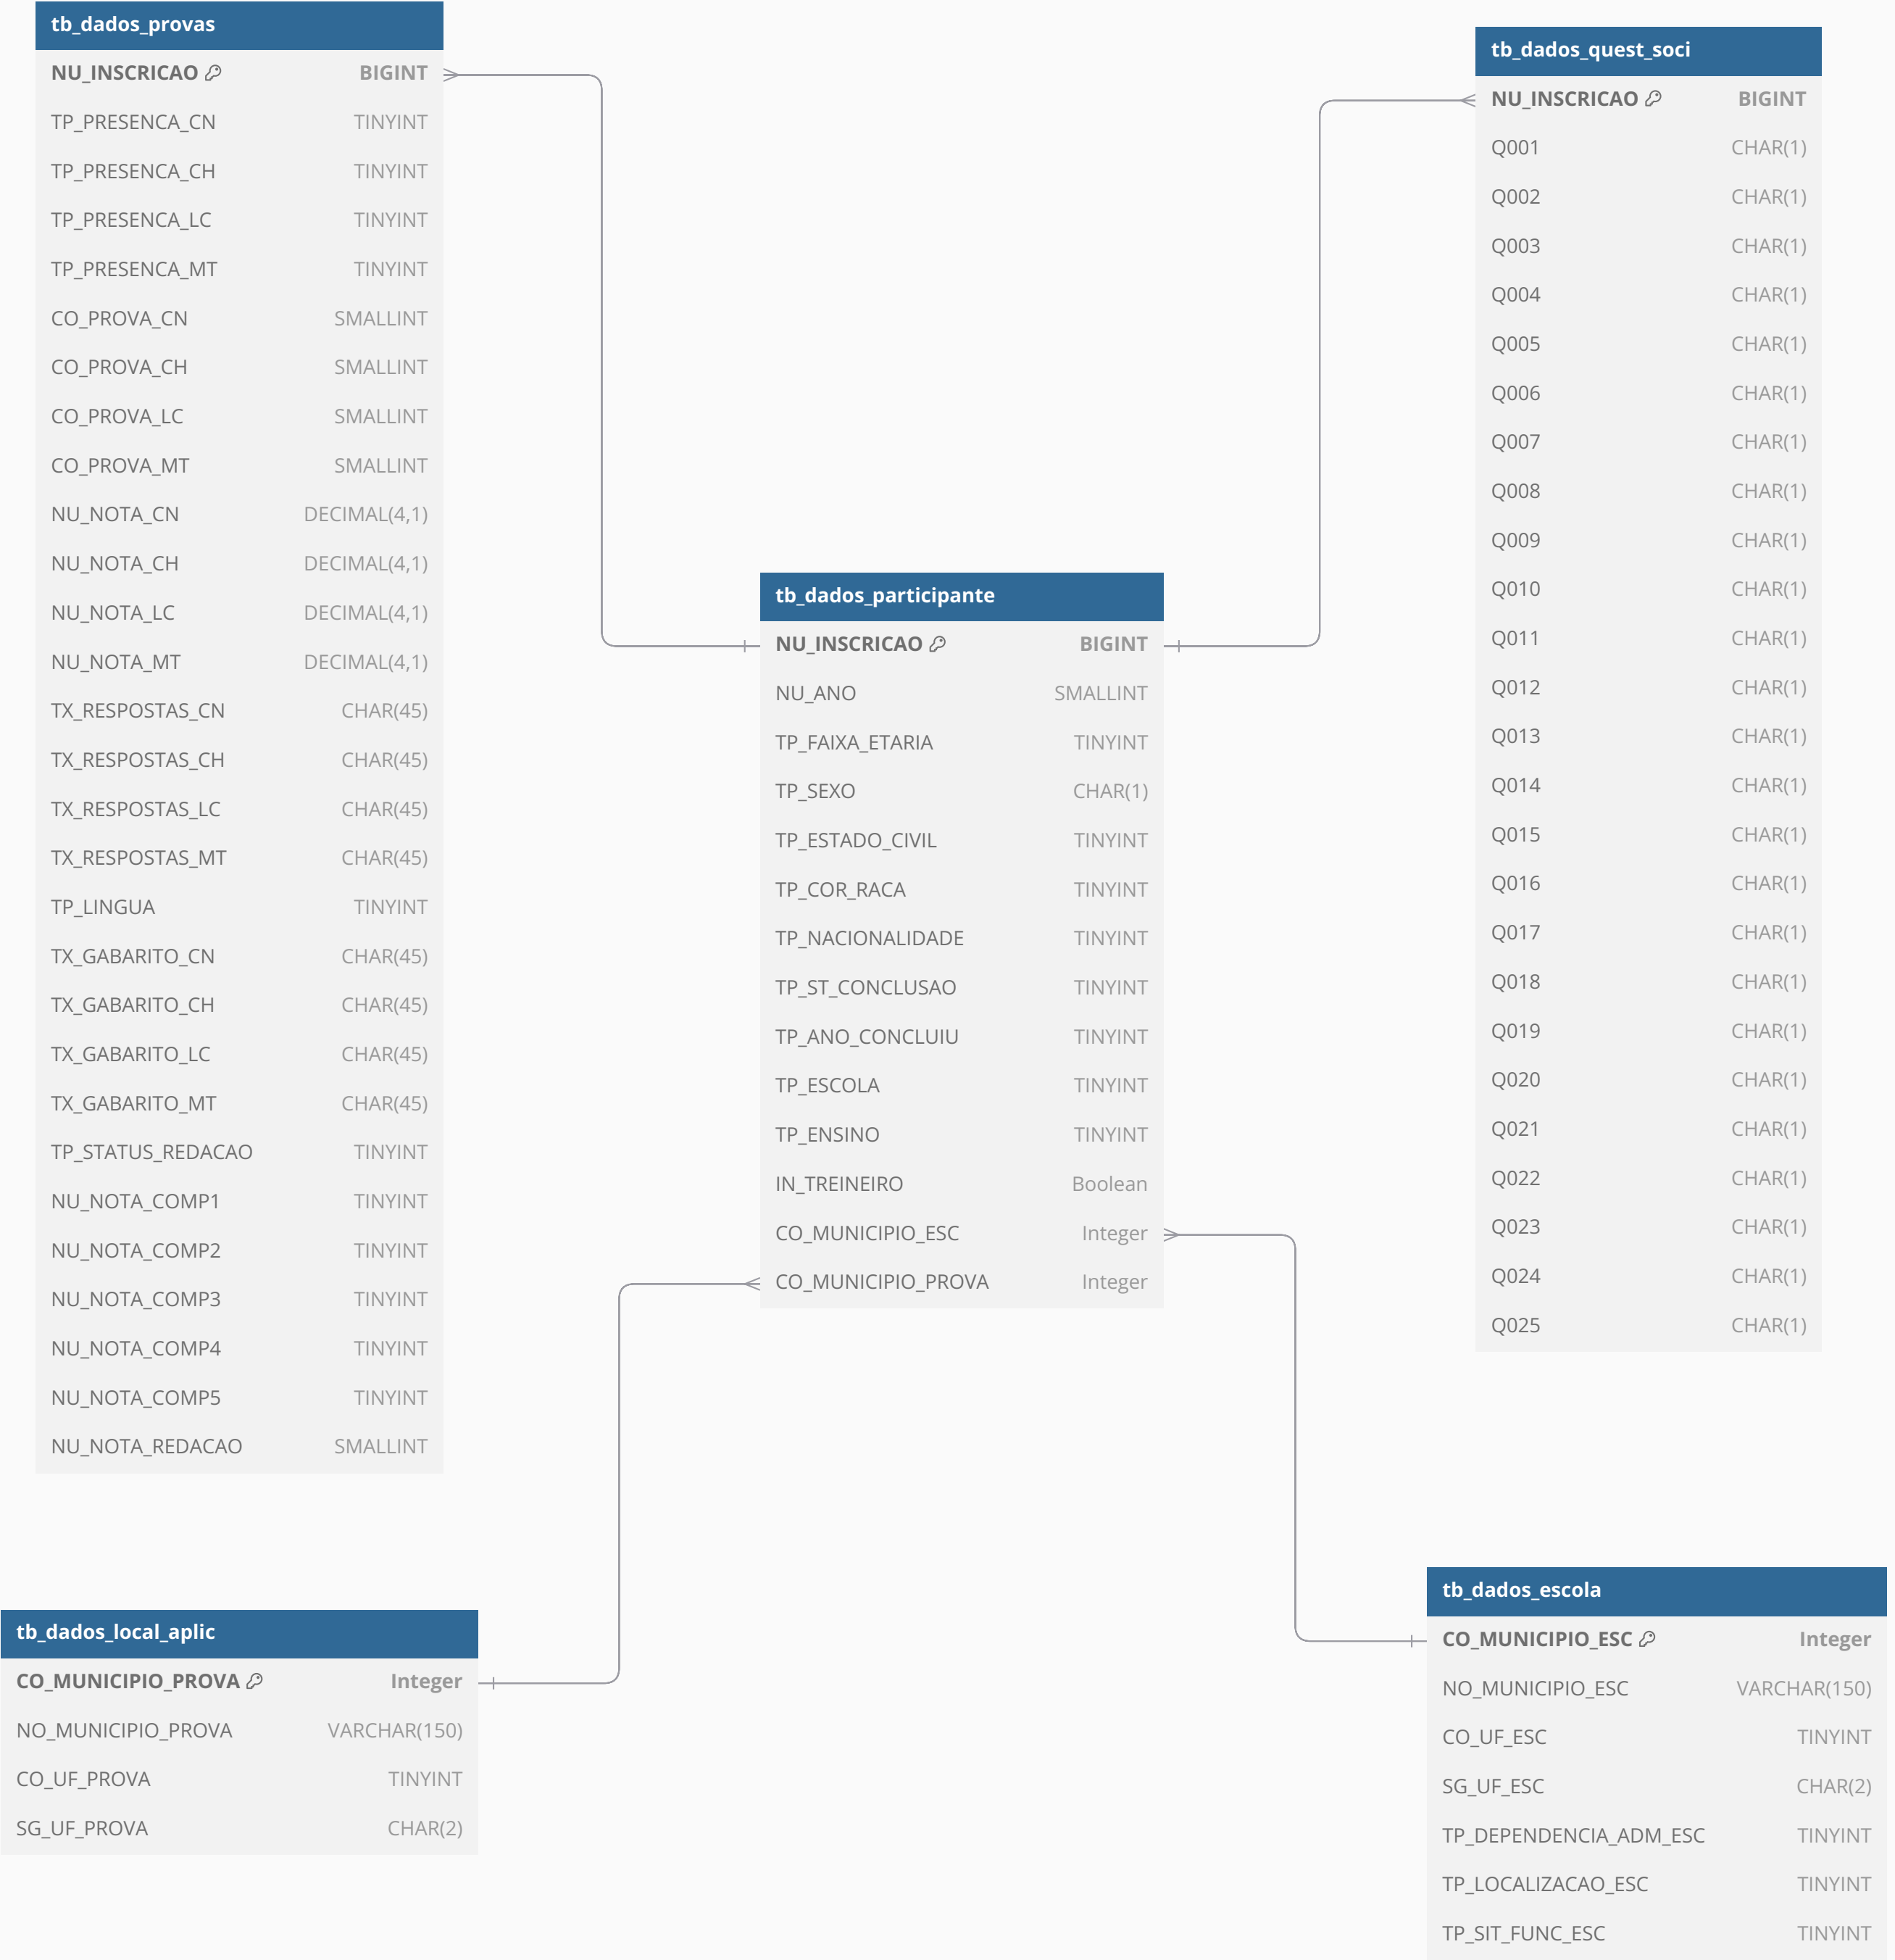 tb_dados_provas
NU_INSCRICAO BIGINT
TP_PRESENCA_CN TINYINT
TP_PRESENCA_CH TINYINT
TP_PRESENCA_LC TINYINT
TP_PRESENCA_MT TINYINT
CO_PROVA_CN SMALLINT
CO_PROVA_CH SMALLINT
CO_PROVA_LC SMALLINT
CO_PROVA_MT SMALLINT
NU_NOTA_CN DECIMAL(4,1)
NU_NOTA_CH DECIMAL(4,1)
NU_NOTA_LC DECIMAL(4,1)
NU_NOTA_MT DECIMAL(4,1)
TX_RESPOSTAS_CN CHAR(45)
TX_RESPOSTAS_CH CHAR(45)
TX_RESPOSTAS_LC CHAR(45)
TX_RESPOSTAS_MT CHAR(45)
TP_LINGUA TINYINT
TX_GABARITO_CN CHAR(45)
TX_GABARITO_CH CHAR(45)
TX_GABARITO_LC CHAR(45)
TX_GABARITO_MT CHAR(45)
TP_STATUS_REDACAO TINYINT
NU_NOTA_COMP1 TINYINT
NU_NOTA_COMP2 TINYINT
NU_NOTA_COMP3 TINYINT
NU_NOTA_COMP4 TINYINT
NU_NOTA_COMP5 TINYINT
NU_NOTA_REDACAO SMALLINT
tb_dados_quest_soci
NU_INSCRICAO BIGINT
Q001 CHAR(1)
Q002 CHAR(1)
Q003 CHAR(1)
Q004 CHAR(1)
Q005 CHAR(1)
Q006 CHAR(1)
Q007 CHAR(1)
Q008 CHAR(1)
Q009 CHAR(1)
Q010 CHAR(1)
Q011 CHAR(1)
Q012 CHAR(1)
Q013 CHAR(1)
Q014 CHAR(1)
Q015 CHAR(1)
Q016 CHAR(1)
Q017 CHAR(1)
Q018 CHAR(1)
Q019 CHAR(1)
Q020 CHAR(1)
Q021 CHAR(1)
Q022 CHAR(1)
Q023 CHAR(1)
Q024 CHAR(1)
Q025 CHAR(1)
tb_dados_participante
NU_INSCRICAO BIGINT
NU_ANO SMALLINT
TP_FAIXA_ETARIA TINYINT
TP_SEXO CHAR(1)
TP_ESTADO_CIVIL TINYINT
TP_COR_RACA TINYINT
TP_NACIONALIDADE TINYINT
TP_ST_CONCLUSAO TINYINT
TP_ANO_CONCLUIU TINYINT
TP_ESCOLA TINYINT
TP_ENSINO TINYINT
IN_TREINEIRO Boolean
CO_MUNICIPIO_ESC Integer
CO_MUNICIPIO_PROVA Integer
tb_dados_local_aplic
CO_MUNICIPIO_PROVA Integer
NO_MUNICIPIO_PROVA VARCHAR(150)
CO_UF_PROVA TINYINT
SG_UF_PROVA CHAR(2)
tb_dados_escola
CO_MUNICIPIO_ESC Integer
NO_MUNICIPIO_ESC VARCHAR(150)
CO_UF_ESC TINYINT
SG_UF_ESC CHAR(2)
TP_DEPENDENCIA_ADM_ESC TINYINT
TP_LOCALIZACAO_ESC TINYINT
TP_SIT_FUNC_ESC TINYINT